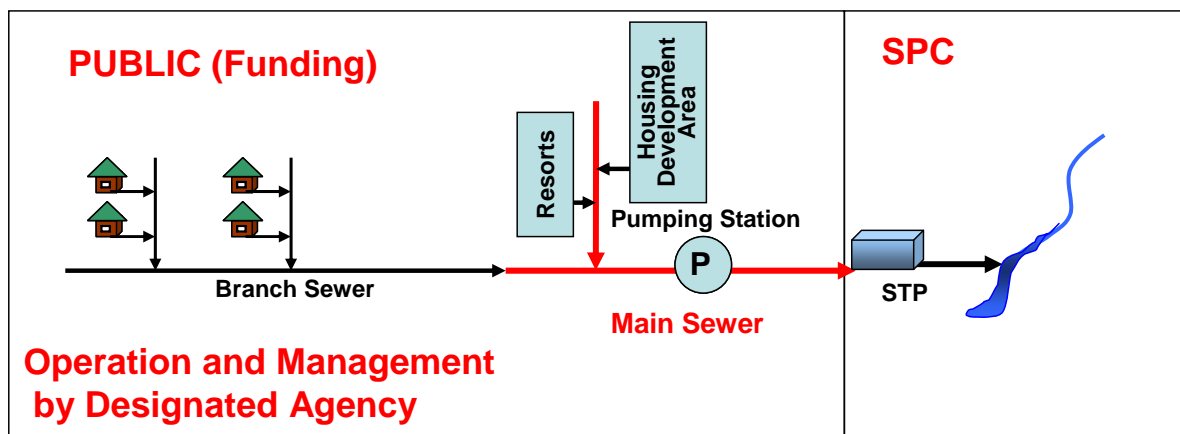 PUBLIC (Funding)
SPC
Resorts
Housing
Development
Area
Pumping Station
P
Branch Sewer
STP
Main Sewer
Operation and Management
by Designated Agency